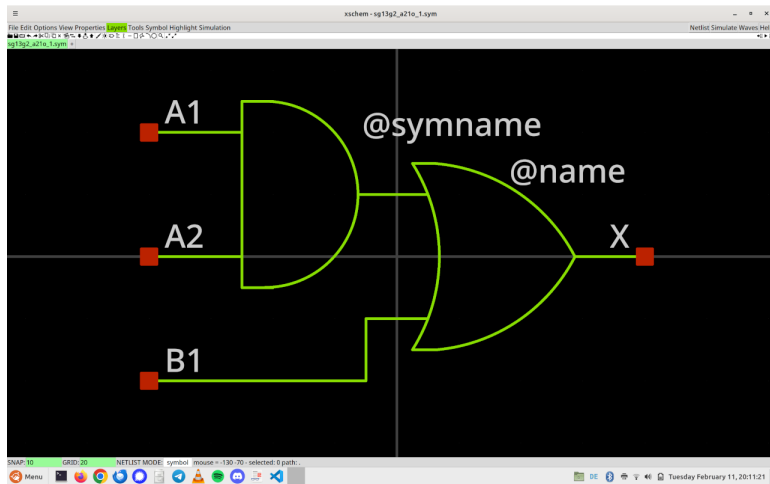 xschem - sg13g2_a21o_1.sym
File Edit Options View Properties Layers Tools Symbol Highlight Simulation Netlist Simulate Waves Hel
sg13g2_a21o_1.sym +
A1
@symname
@name
A2
X
B1
SNAP: 10 GRID: 20 NETLIST MODE: symbol mouse = -130 -70 - selected: 0 path: .
Menu DE Tuesday February 11, 20:11:21